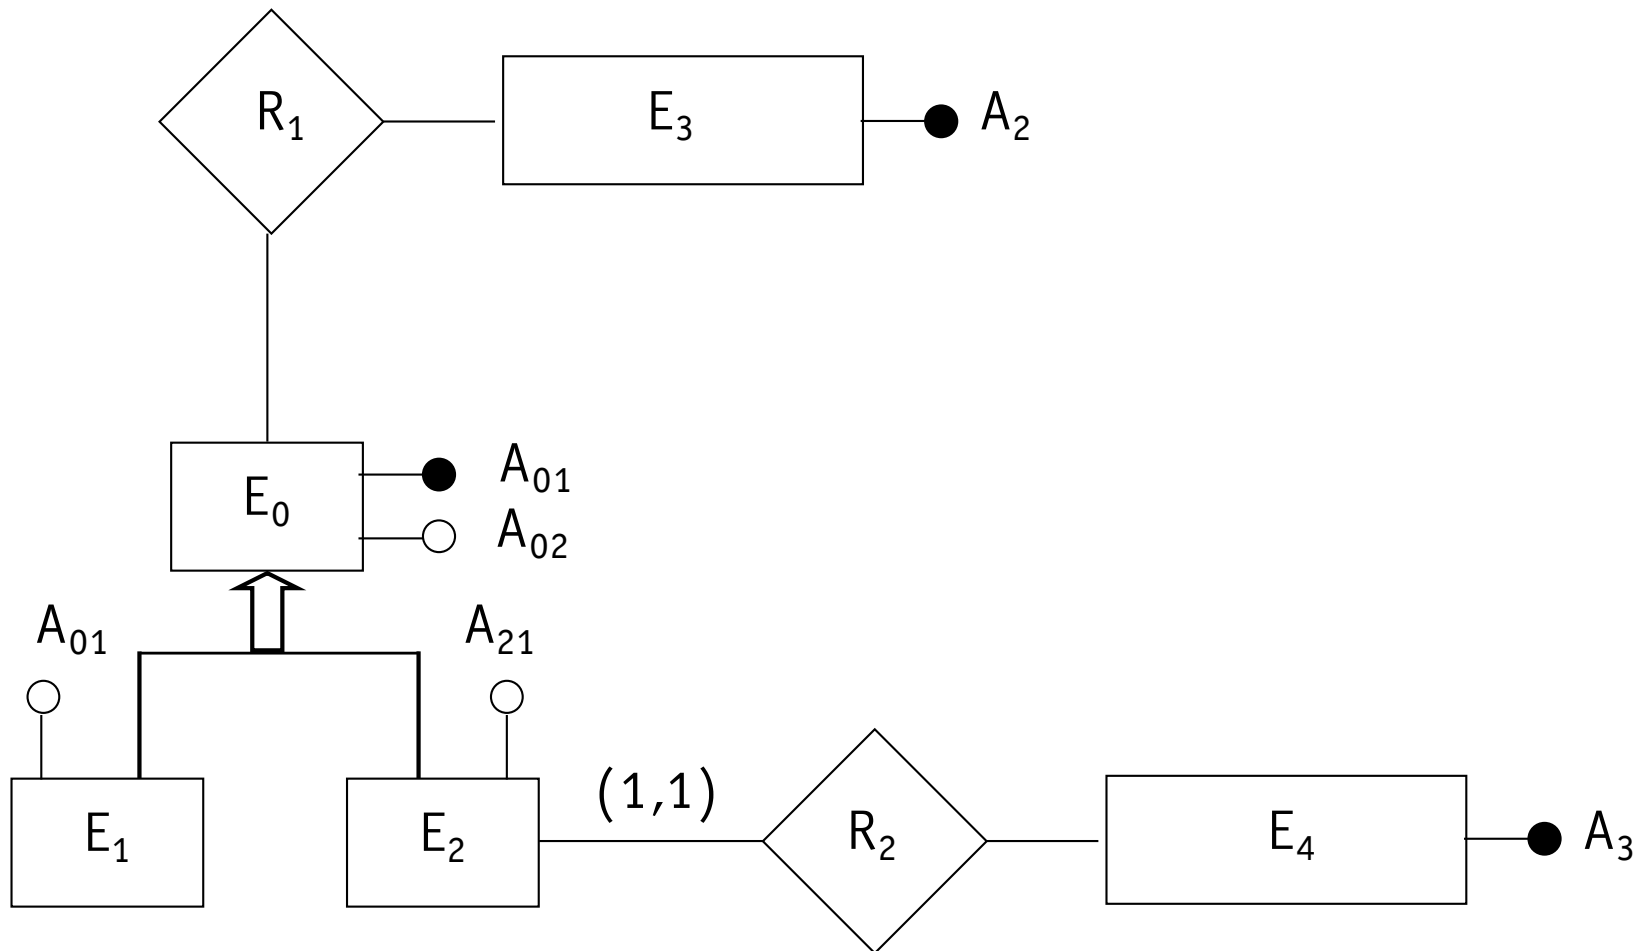 R₁
E₃
A₂
E₀
A₀₁
A₀₂
A₀₁
A₂₁
E₁
E₂
(1,1)
R₂
E₄
A₃